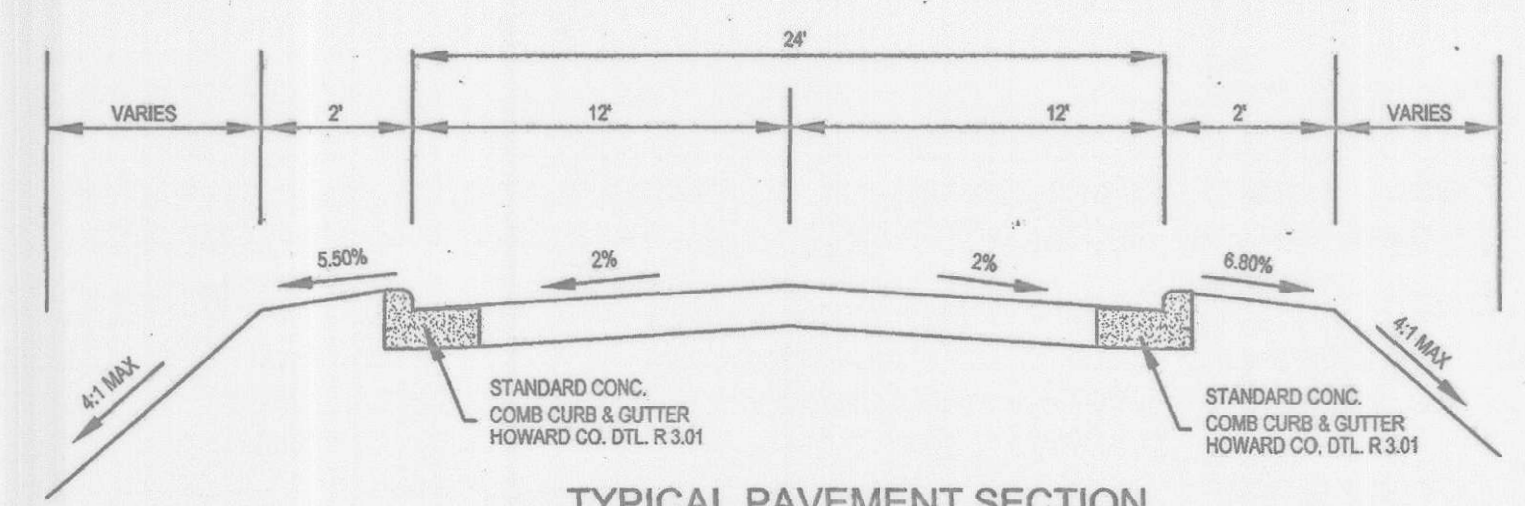 24'
VARIES
2'
12'
12'
2'
VARIES
5.50%
2%
2%
6.80%
4:1 MAX
4:1 MAX
STANDARD CONC.
COMB CURB & GUTTER
HOWARD CO. DTL. R 3.01
STANDARD CONC.
COMB CURB & GUTTER
HOWARD CO. DTL. R 3.01
TYPICAL PAVEMENT SECTION